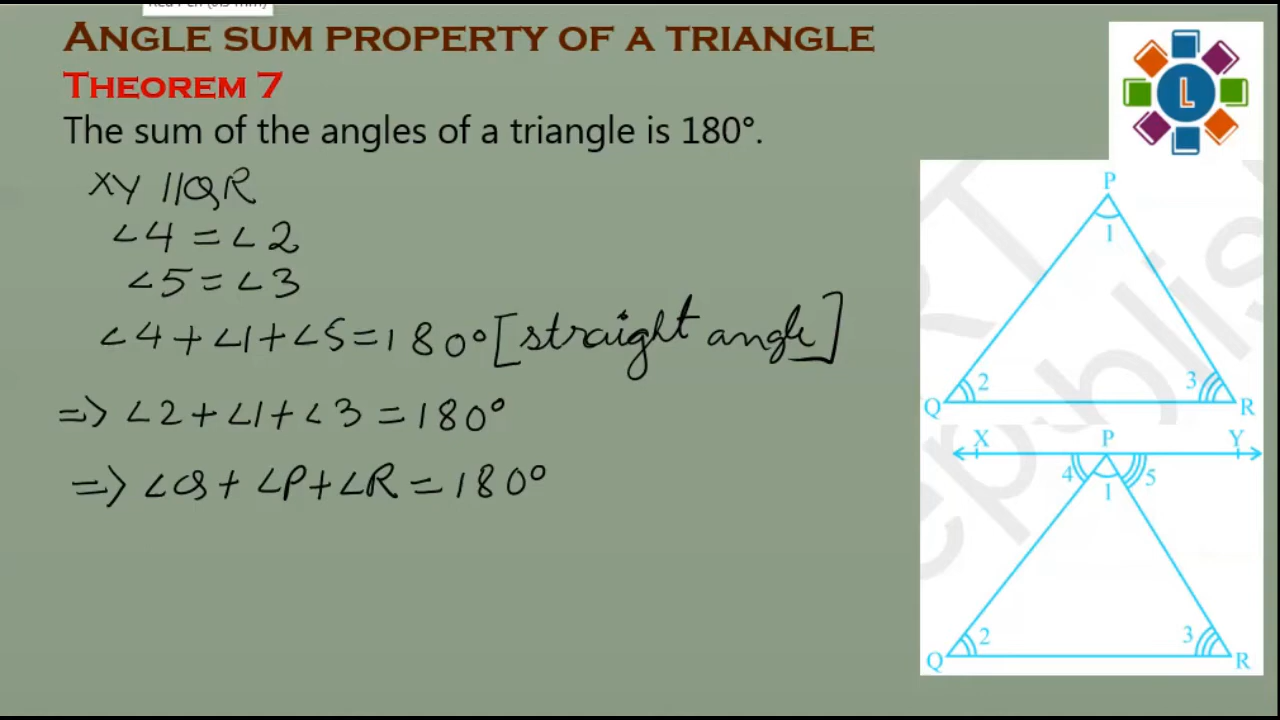 ANGLE SUM PROPERTY OF A TRIANGLE
THEOREM 7
The sum of the angles of a triangle is 180°.
XY ||QR
∠4 = ∠2
∠5 = ∠3
∠4 + ∠1 + ∠5 = 180° [straight angle]
=> ∠2 + ∠1 + ∠3 = 180°
=> ∠Q + ∠P + ∠R = 180°
L
P
1
2
3
Q
R
X
P
Y
4
1
5
2
3
Q
R